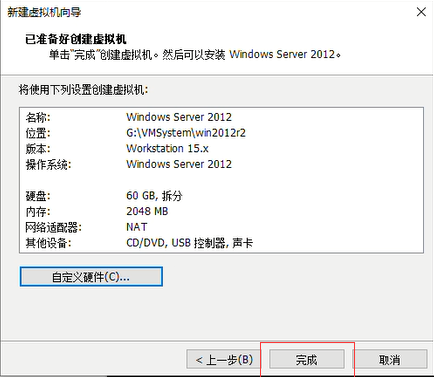 新建虚拟机向导
已准备好创建虚拟机
单击“完成”创建虚拟机。然后可以安装 Windows Server 2012。
将使用下列设置创建虚拟机:
名称: Windows Server 2012
位置: G:\VMSystem\win2012r2
版本: Workstation 15.x
操作系统: Windows Server 2012
硬盘: 60 GB, 拆分
内存: 2048 MB
网络适配器: NAT
其他设备: CD/DVD, USB 控制器, 声卡
自定义硬件(C)...
< 上一步(B) 完成 取消